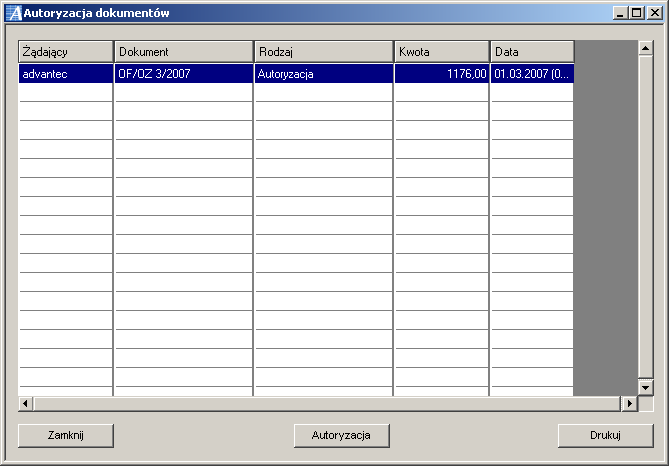 Autoryzacja dokumentów
Żądający Dokument Rodzaj Kwota Data
advantec OF/OZ 3/2007 Autoryzacja 1176,00 01.03.2007 (0...
Zamknij Autoryzacja Drukuj